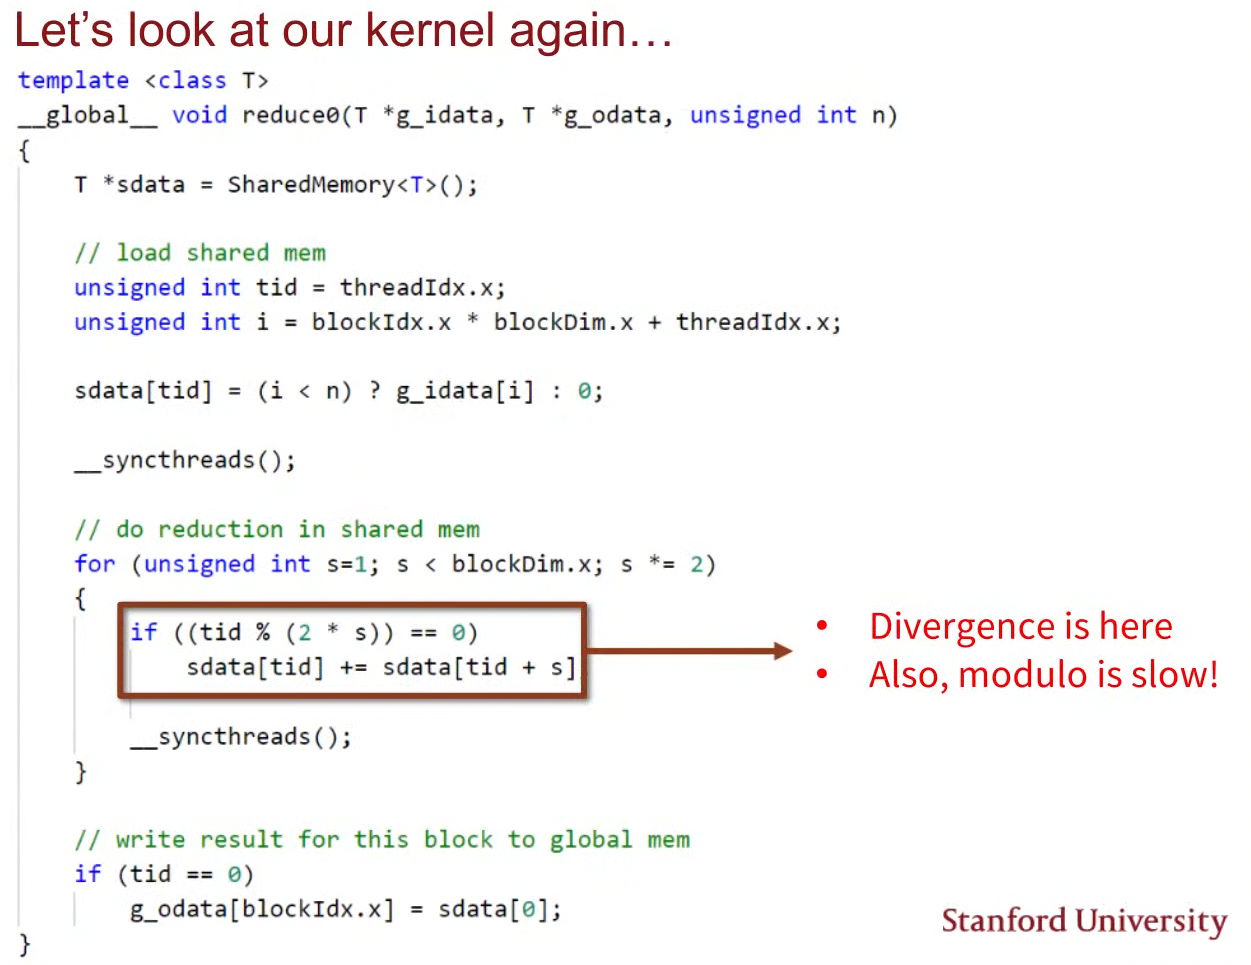 Let's look at our kernel again…
template <class T>
__global__ void reduce0(T *g_idata, T *g_odata, unsigned int n)
{
T *sdata = SharedMemory<T>();
// load shared mem
unsigned int tid = threadIdx.x;
unsigned int i = blockIdx.x * blockDim.x + threadIdx.x;
sdata[tid] = (i < n) ? g_idata[i] : 0;
__syncthreads();
// do reduction in shared mem
for (unsigned int s=1; s < blockDim.x; s *= 2)
{
if ((tid % (2 * s)) == 0)
sdata[tid] += sdata[tid + s]
• Divergence is here
• Also, modulo is slow!
__syncthreads();
}
// write result for this block to global mem
if (tid == 0)
g_odata[blockIdx.x] = sdata[0];
}
Stanford University